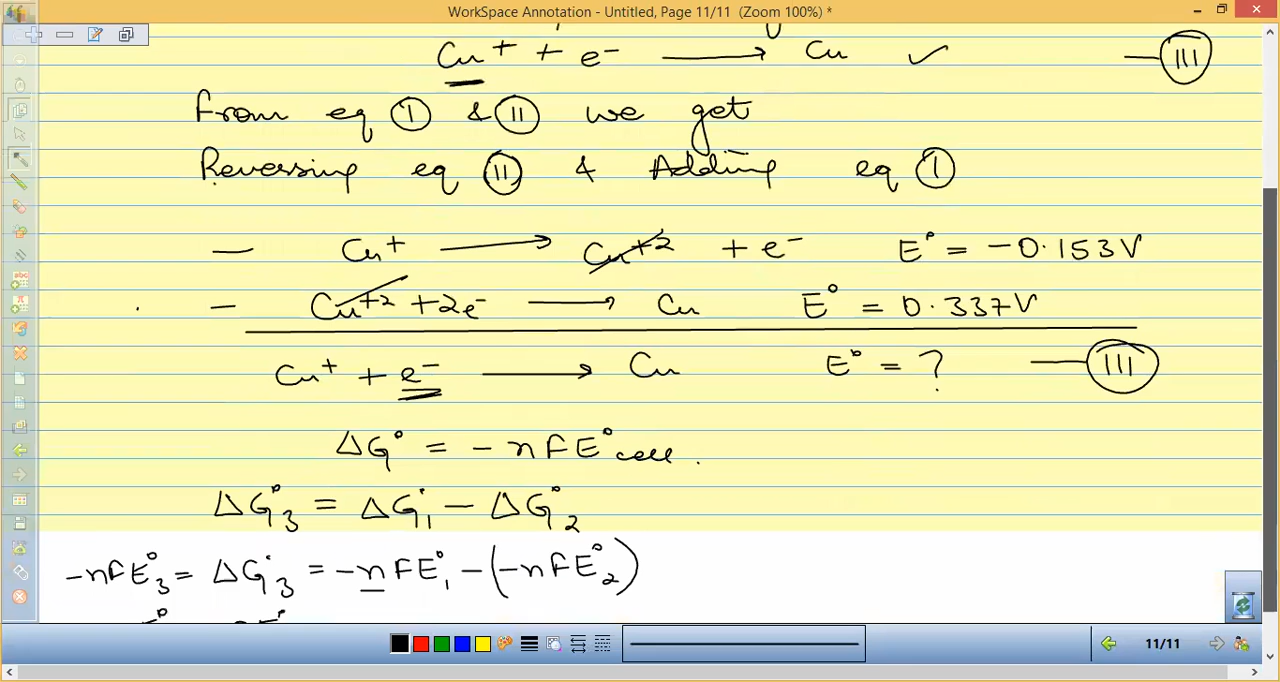 WorkSpace Annotation - Untitled, Page 11/11 (Zoom 100%) *
Cu⁺ + e⁻ ⟶ Cu ✓ — III
From eq I & II we get
Reversing eq II & Adding eq I
— Cu⁺ ⟶ Cu⁺² + e⁻ E° = -0.153V
— Cu⁺² + 2e⁻ ⟶ Cu E° = 0.337V
Cu⁺ + e⁻ ⟶ Cu E° = ? — III
ΔG° = - nFE°cell.
ΔG°₃ = ΔG°₁ - ΔG°₂
-nFE°₃ = ΔG°₃ = -nFE°₁ - (-nFE°₂)
11/11